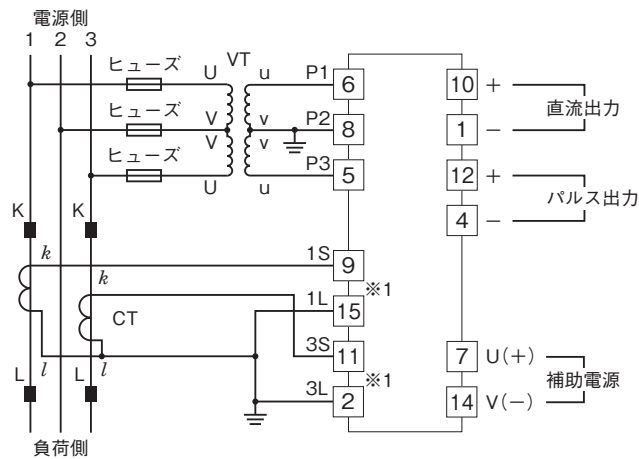 電源側
1 2 3
ヒューズ U VT u P1 6 10 +
直流出力
ヒューズ V v P2 8 1 −
V v
ヒューズ U u P3 5 12 +
パルス出力
4 −
K K
k 1S 9
※1
k 1L 15
CT
3S 11 7 U(+)
※1
補助電源
L l L l 3L 2 14 V(−)
負荷側